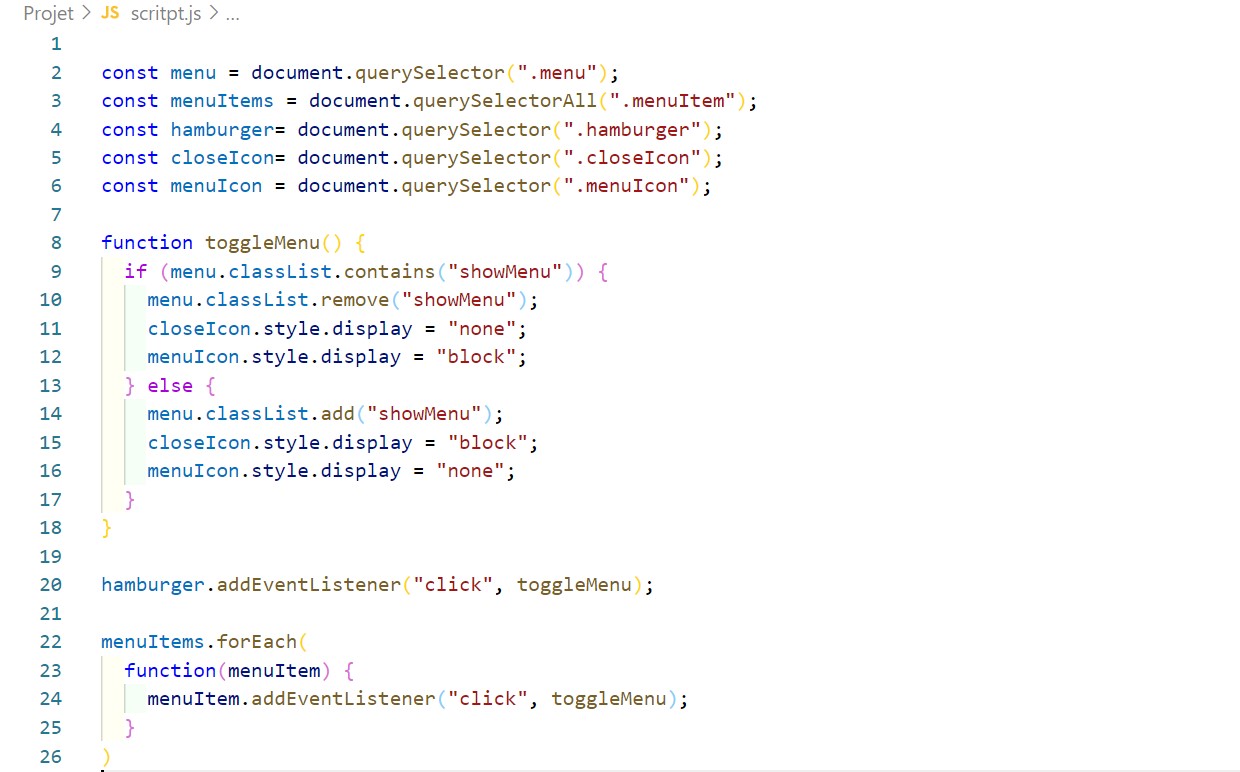 Projet > JS scritpt.js > ...
1
2 const menu = document.querySelector(".menu");
3 const menuItems = document.querySelectorAll(".menuItem");
4 const hamburger= document.querySelector(".hamburger");
5 const closeIcon= document.querySelector(".closeIcon");
6 const menuIcon = document.querySelector(".menuIcon");
7
8 function toggleMenu() {
9   if (menu.classList.contains("showMenu")) {
10     menu.classList.remove("showMenu");
11     closeIcon.style.display = "none";
12     menuIcon.style.display = "block";
13   } else {
14     menu.classList.add("showMenu");
15     closeIcon.style.display = "block";
16     menuIcon.style.display = "none";
17   }
18 }
19
20 hamburger.addEventListener("click", toggleMenu);
21
22 menuItems.forEach(
23   function(menuItem) {
24     menuItem.addEventListener("click", toggleMenu);
25   }
26 )